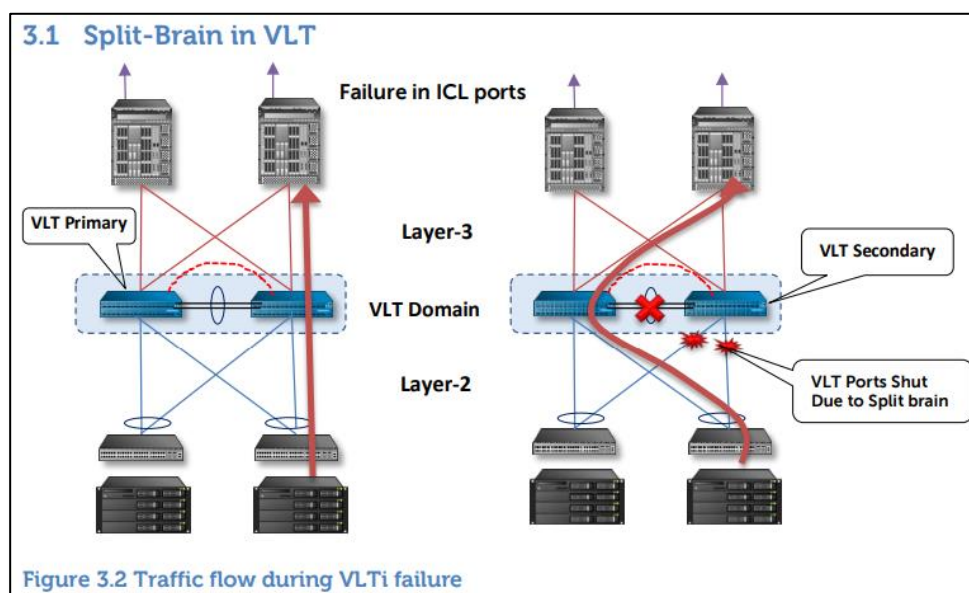 3.1 Split-Brain in VLT
Failure in ICL ports
VLT Primary
Layer-3
VLT Secondary
VLT Domain
Layer-2
VLT Ports Shut
Due to Split brain
Figure 3.2 Traffic flow during VLTi failure